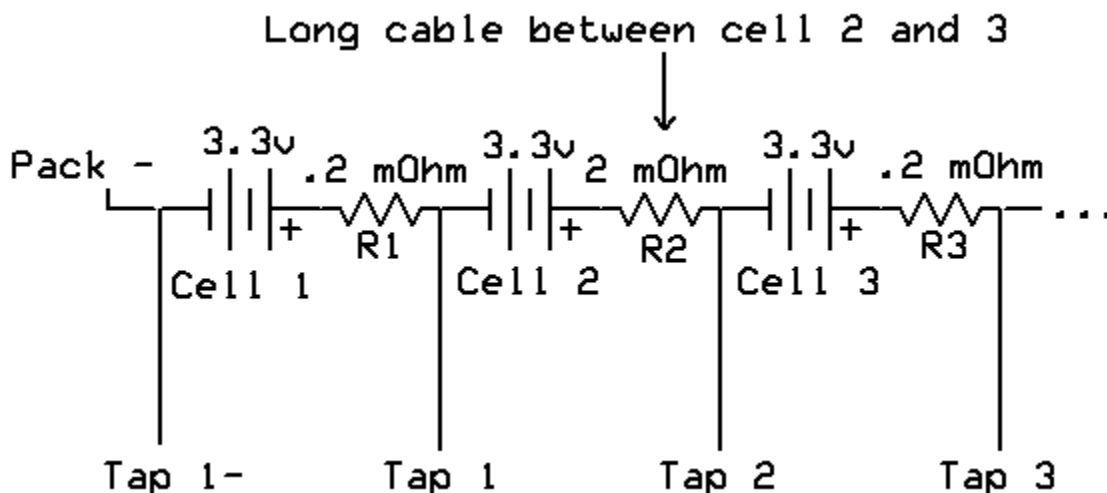 Long cable between cell 2 and 3
Pack -
3.3v
.2 mOhm
3.3v
2 mOhm
3.3v
.2 mOhm
...
+
R1
+
R2
+
R3
Cell 1
Cell 2
Cell 3
Tap 1-
Tap 1
Tap 2
Tap 3